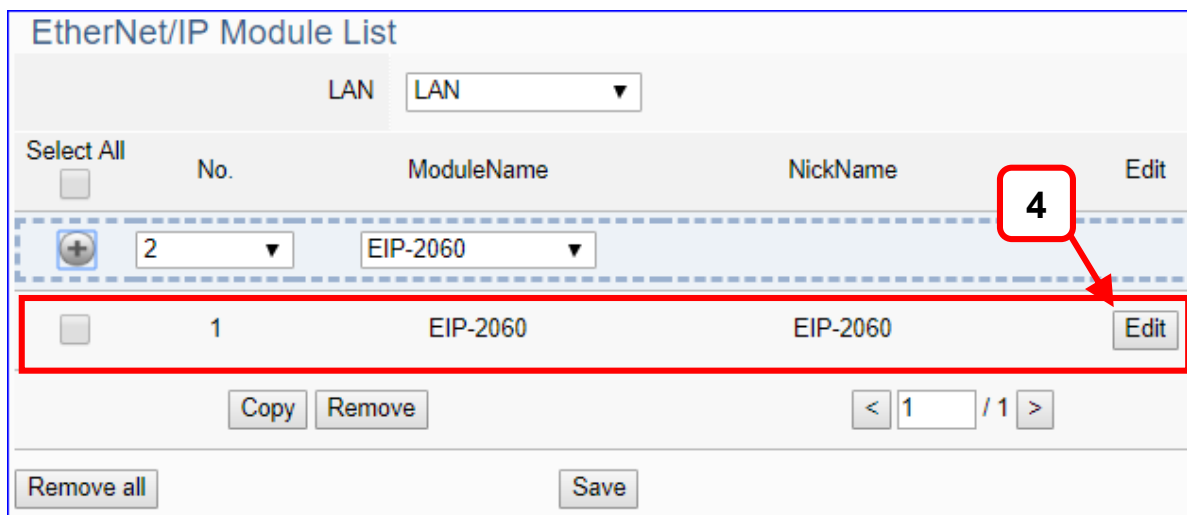 EtherNet/IP Module List
LAN LAN
Select All No. ModuleName NickName Edit
4
2 EIP-2060
1 EIP-2060 EIP-2060 Edit
Copy Remove < 1 / 1 >
Remove all Save